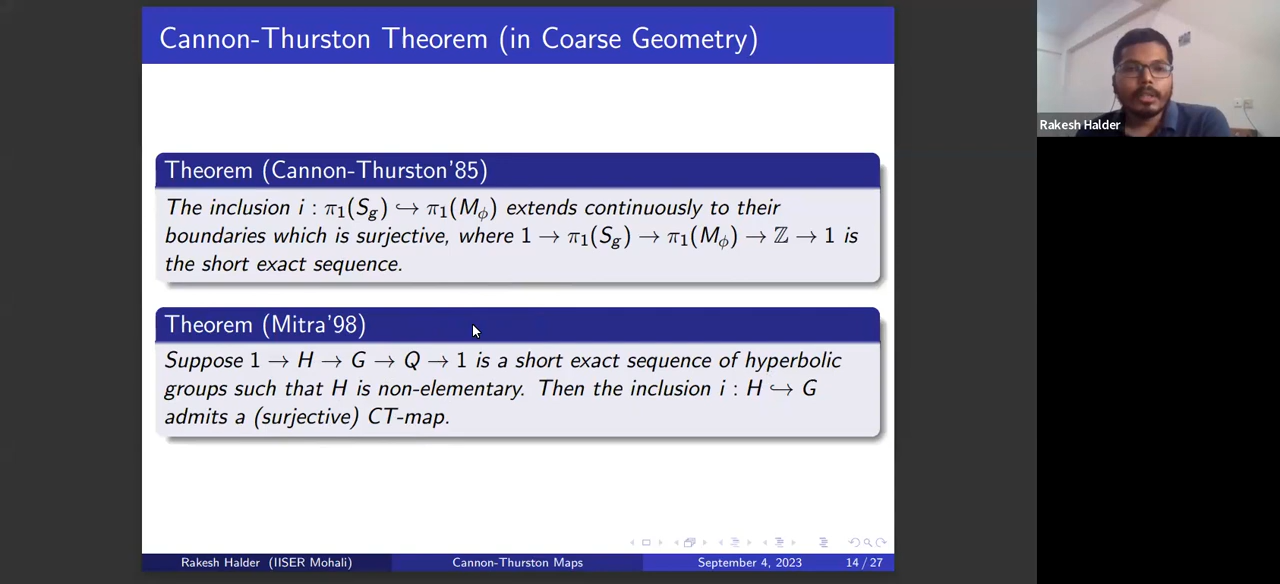 Cannon-Thurston Theorem (in Coarse Geometry)
Theorem (Cannon-Thurston'85)
The inclusion i : π₁(S_g) ↪ π₁(M_ϕ) extends continuously to their
boundaries which is surjective, where 1 → π₁(S_g) → π₁(M_ϕ) → ℤ → 1 is
the short exact sequence.
Theorem (Mitra'98)
Suppose 1 → H → G → Q → 1 is a short exact sequence of hyperbolic
groups such that H is non-elementary. Then the inclusion i : H ↪ G
admits a (surjective) CT-map.
Rakesh Halder (IISER Mohali) Cannon-Thurston Maps September 4, 2023 14 / 27
Rakesh Halder